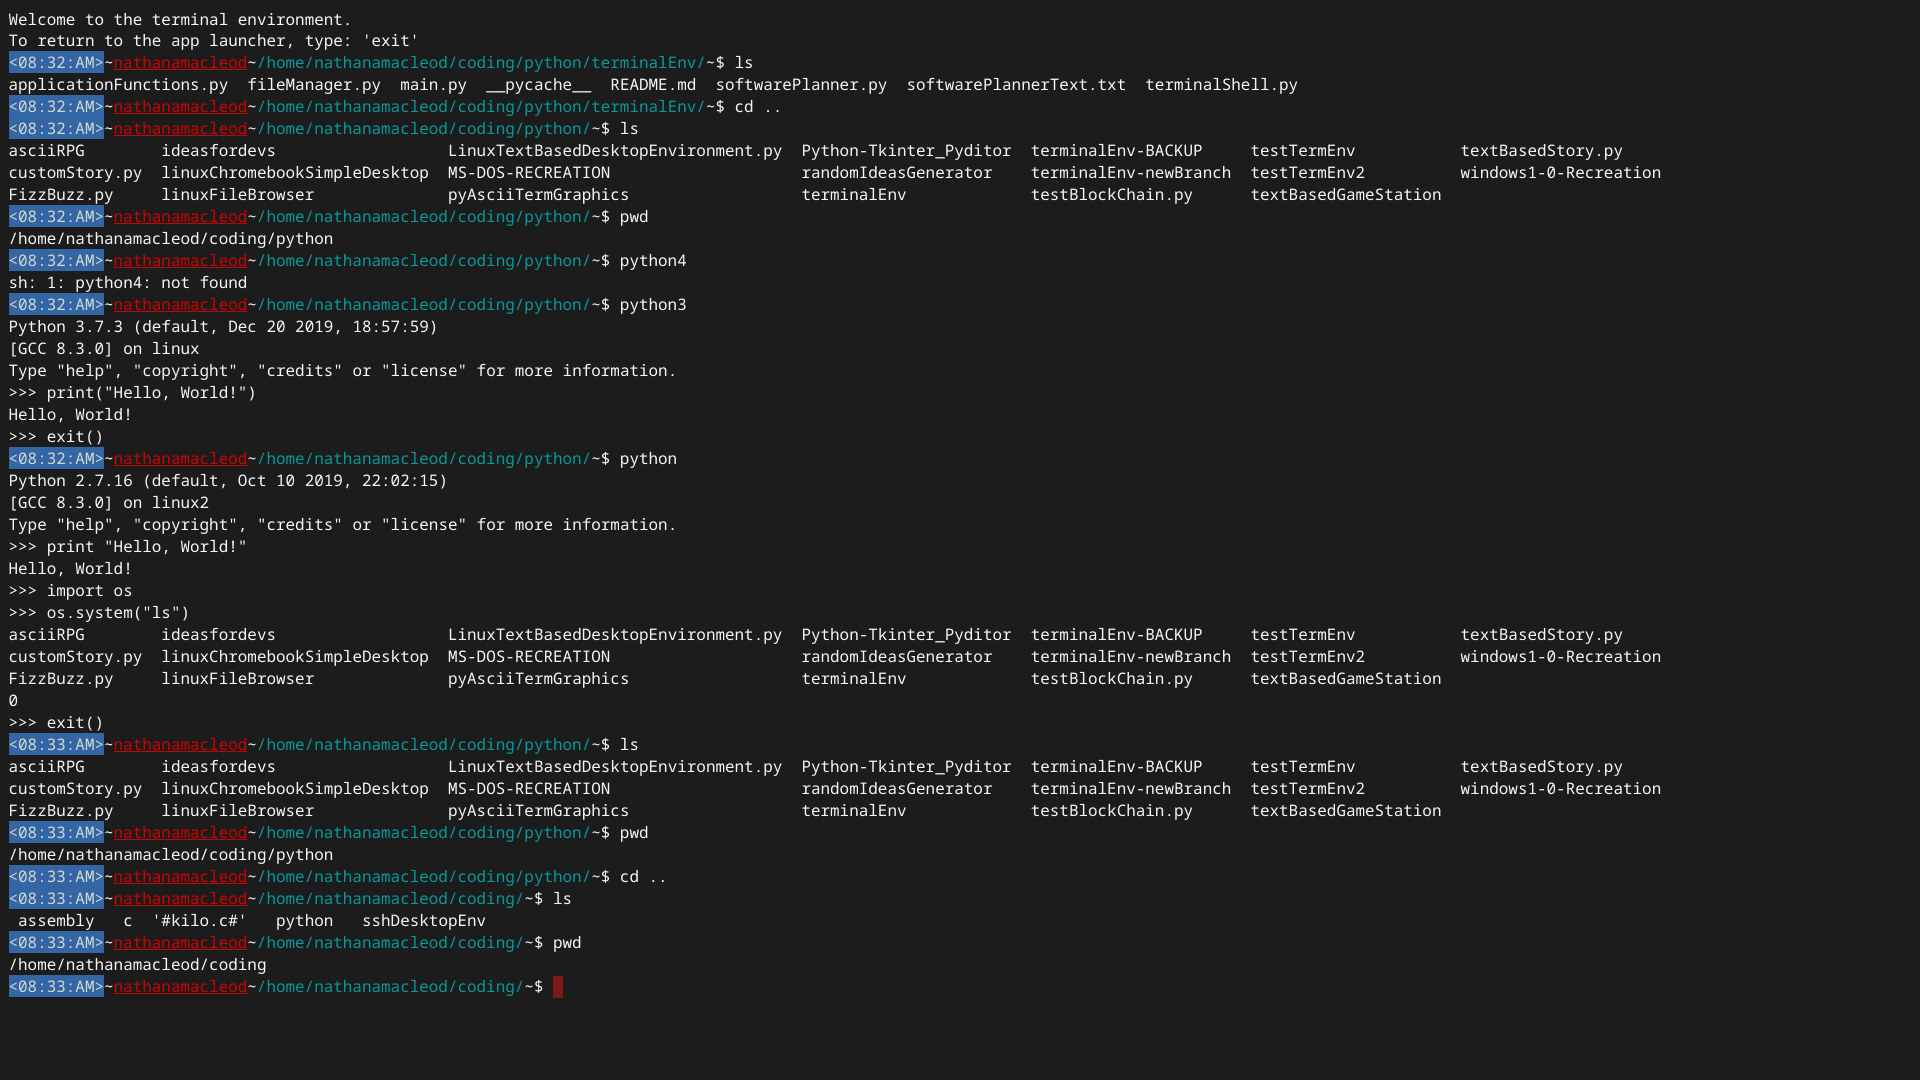 Welcome to the terminal environment.
To return to the app launcher, type: 'exit'
<08:32:AM>~nathanamacleod~/home/nathanamacleod/coding/python/terminalEnv/~$ ls
applicationFunctions.py  fileManager.py  main.py  __pycache__  README.md  softwarePlanner.py  softwarePlannerText.txt  terminalShell.py
<08:32:AM>~nathanamacleod~/home/nathanamacleod/coding/python/terminalEnv/~$ cd ..
<08:32:AM>~nathanamacleod~/home/nathanamacleod/coding/python/~$ ls
asciiRPG        ideasfordevs                  LinuxTextBasedDesktopEnvironment.py  Python-Tkinter_Pyditor  terminalEnv-BACKUP     testTermEnv           textBasedStory.py
customStory.py  linuxChromebookSimpleDesktop  MS-DOS-RECREATION                    randomIdeasGenerator    terminalEnv-newBranch  testTermEnv2          windows1-0-Recreation
FizzBuzz.py     linuxFileBrowser              pyAsciiTermGraphics                  terminalEnv             testBlockChain.py      textBasedGameStation
<08:32:AM>~nathanamacleod~/home/nathanamacleod/coding/python/~$ pwd
/home/nathanamacleod/coding/python
<08:32:AM>~nathanamacleod~/home/nathanamacleod/coding/python/~$ python4
sh: 1: python4: not found
<08:32:AM>~nathanamacleod~/home/nathanamacleod/coding/python/~$ python3
Python 3.7.3 (default, Dec 20 2019, 18:57:59)
[GCC 8.3.0] on linux
Type "help", "copyright", "credits" or "license" for more information.
>>> print("Hello, World!")
Hello, World!
>>> exit()
<08:32:AM>~nathanamacleod~/home/nathanamacleod/coding/python/~$ python
Python 2.7.16 (default, Oct 10 2019, 22:02:15)
[GCC 8.3.0] on linux2
Type "help", "copyright", "credits" or "license" for more information.
>>> print "Hello, World!"
Hello, World!
>>> import os
>>> os.system("ls")
asciiRPG        ideasfordevs                  LinuxTextBasedDesktopEnvironment.py  Python-Tkinter_Pyditor  terminalEnv-BACKUP     testTermEnv           textBasedStory.py
customStory.py  linuxChromebookSimpleDesktop  MS-DOS-RECREATION                    randomIdeasGenerator    terminalEnv-newBranch  testTermEnv2          windows1-0-Recreation
FizzBuzz.py     linuxFileBrowser              pyAsciiTermGraphics                  terminalEnv             testBlockChain.py      textBasedGameStation
0
>>> exit()
<08:33:AM>~nathanamacleod~/home/nathanamacleod/coding/python/~$ ls
asciiRPG        ideasfordevs                  LinuxTextBasedDesktopEnvironment.py  Python-Tkinter_Pyditor  terminalEnv-BACKUP     testTermEnv           textBasedStory.py
customStory.py  linuxChromebookSimpleDesktop  MS-DOS-RECREATION                    randomIdeasGenerator    terminalEnv-newBranch  testTermEnv2          windows1-0-Recreation
FizzBuzz.py     linuxFileBrowser              pyAsciiTermGraphics                  terminalEnv             testBlockChain.py      textBasedGameStation
<08:33:AM>~nathanamacleod~/home/nathanamacleod/coding/python/~$ pwd
/home/nathanamacleod/coding/python
<08:33:AM>~nathanamacleod~/home/nathanamacleod/coding/python/~$ cd ..
<08:33:AM>~nathanamacleod~/home/nathanamacleod/coding/~$ ls
 assembly   c  '#kilo.c#'   python   sshDesktopEnv
<08:33:AM>~nathanamacleod~/home/nathanamacleod/coding/~$ pwd
/home/nathanamacleod/coding
<08:33:AM>~nathanamacleod~/home/nathanamacleod/coding/~$